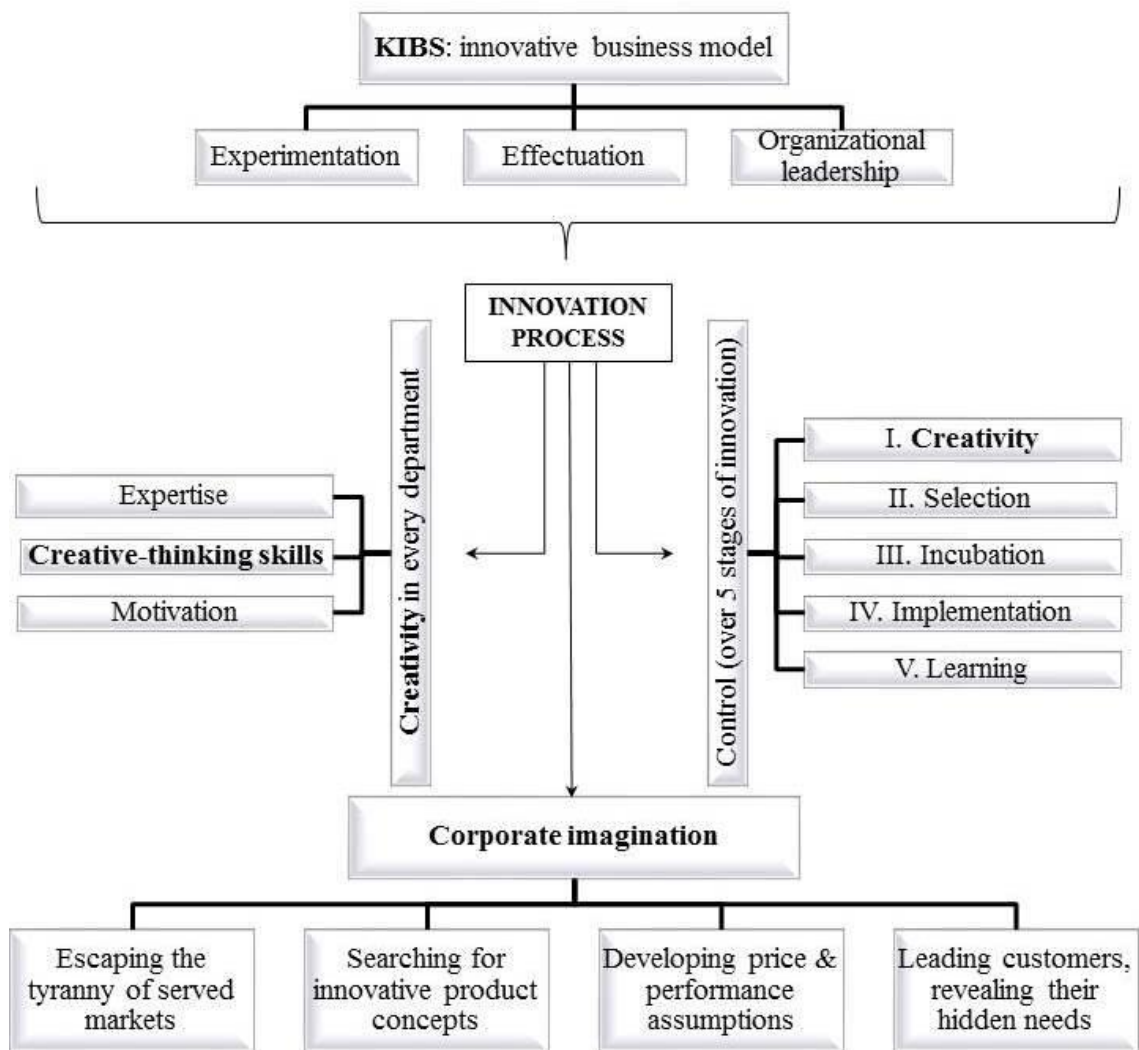 KIBS: innovative business model
Experimentation
Effectuation
Organizational
leadership
INNOVATION
PROCESS
Creativity in every department
Expertise
Creative-thinking skills
Motivation
Control (over 5 stages of innovation)
I. Creativity
II. Selection
III. Incubation
IV. Implementation
V. Learning
Corporate imagination
Escaping the
tyranny of served
markets
Searching for
innovative product
concepts
Developing price &
performance
assumptions
Leading customers,
revealing their
hidden needs